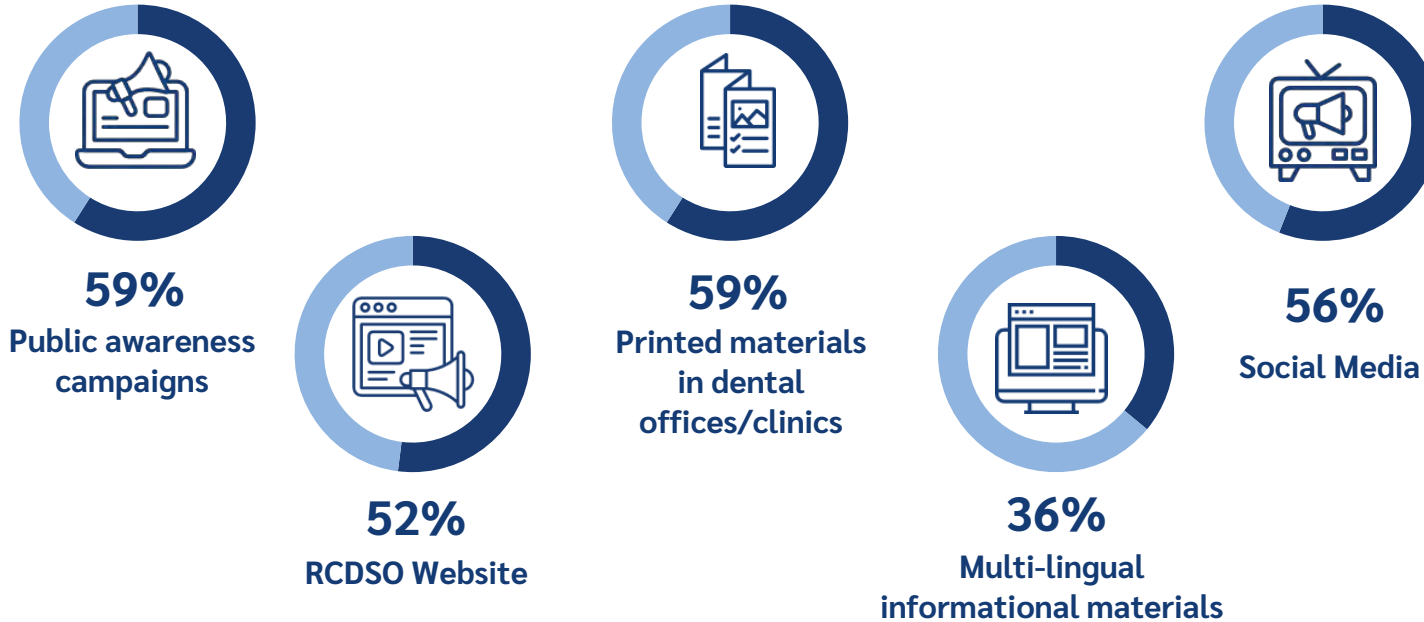 59%
Public awareness
campaigns
52%
RCDSO Website
59%
Printed materials
in dental
offices/clinics
36%
Multi-lingual
informational materials
56%
Social Media